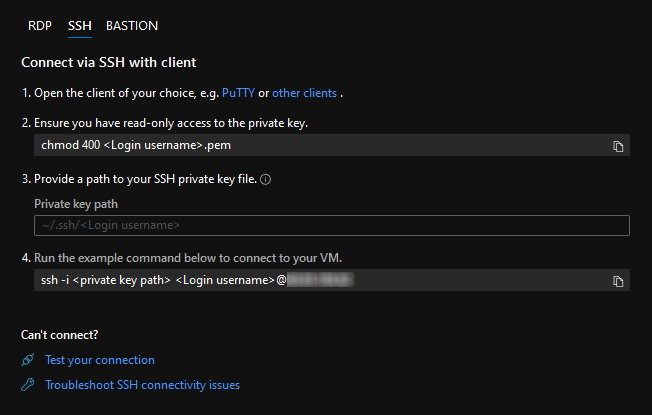 RDP SSH BASTION
Connect via SSH with client
1. Open the client of your choice, e.g. PuTTY or other clients .
2. Ensure you have read-only access to the private key.
chmod 400 <Login username>.pem
3. Provide a path to your SSH private key file.
Private key path
~/.ssh/<Login username>
4. Run the example command below to connect to your VM.
ssh -i <private key path> <Login username>@
Can't connect?
Test your connection
Troubleshoot SSH connectivity issues